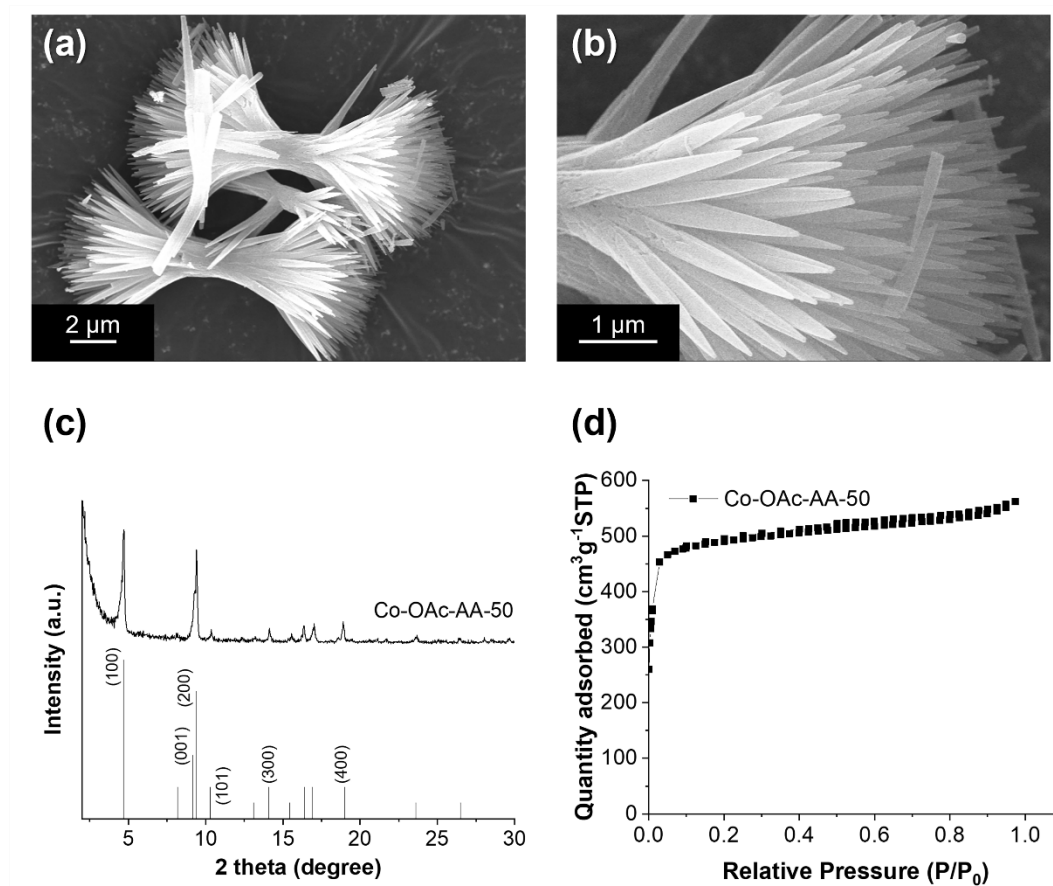 (a)
2 μm
(b)
1 μm
(c)
Co-OAc-AA-50
(100)
(200)
(001)
(101)
(300)
(400)
Intensity (a.u.)
5 10 15 20 25 30
2 theta (degree)
(d)
Co-OAc-AA-50
600
500
400
300
200
100
0
Quantity adsorbed (cm³g⁻¹STP)
0.0 0.2 0.4 0.6 0.8 1.0
Relative Pressure (P/P₀)